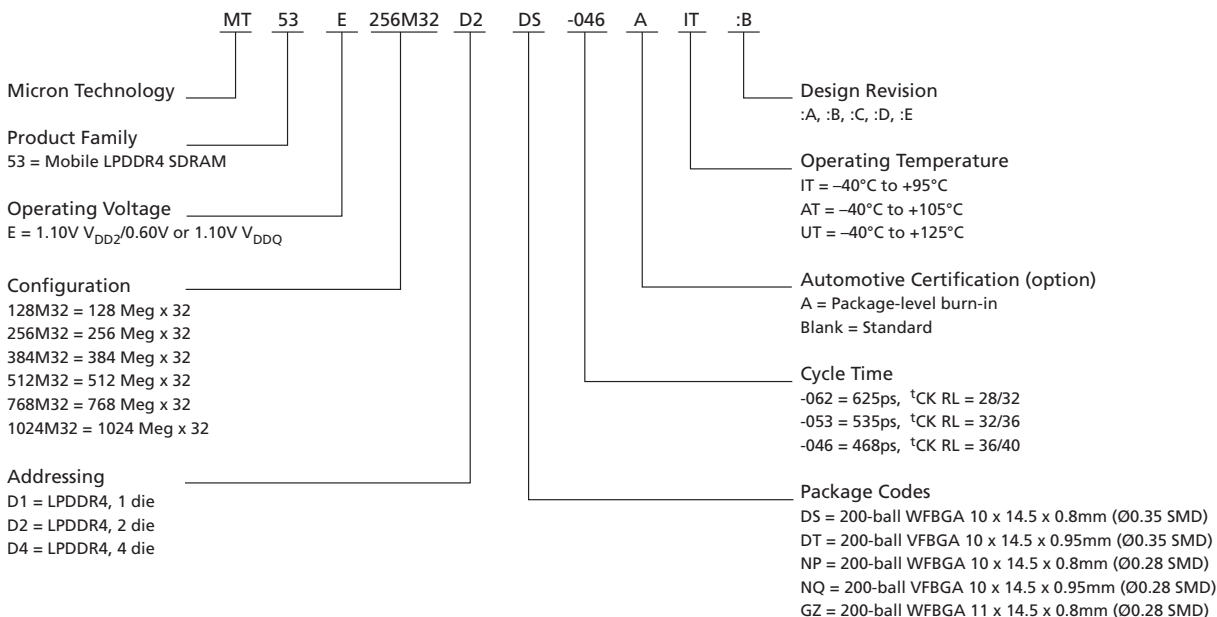 MT 53 E 256M32 D2 DS -046 A IT :B
Micron Technology
Product Family
53 = Mobile LPDDR4 SDRAM
Operating Voltage
E = 1.10V VDD2/0.60V or 1.10V VDDQ
Configuration
128M32 = 128 Meg x 32
256M32 = 256 Meg x 32
384M32 = 384 Meg x 32
512M32 = 512 Meg x 32
768M32 = 768 Meg x 32
1024M32 = 1024 Meg x 32
Addressing
D1 = LPDDR4, 1 die
D2 = LPDDR4, 2 die
D4 = LPDDR4, 4 die
Design Revision
:A, :B, :C, :D, :E
Operating Temperature
IT = –40°C to +95°C
AT = –40°C to +105°C
UT = –40°C to +125°C
Automotive Certification (option)
A = Package-level burn-in
Blank = Standard
Cycle Time
-062 = 625ps, tCK RL = 28/32
-053 = 535ps, tCK RL = 32/36
-046 = 468ps, tCK RL = 36/40
Package Codes
DS = 200-ball WFBGA 10 x 14.5 x 0.8mm (Ø0.35 SMD)
DT = 200-ball VFBGA 10 x 14.5 x 0.95mm (Ø0.35 SMD)
NP = 200-ball WFBGA 10 x 14.5 x 0.8mm (Ø0.28 SMD)
NQ = 200-ball VFBGA 10 x 14.5 x 0.95mm (Ø0.28 SMD)
GZ = 200-ball WFBGA 11 x 14.5 x 0.8mm (Ø0.28 SMD)